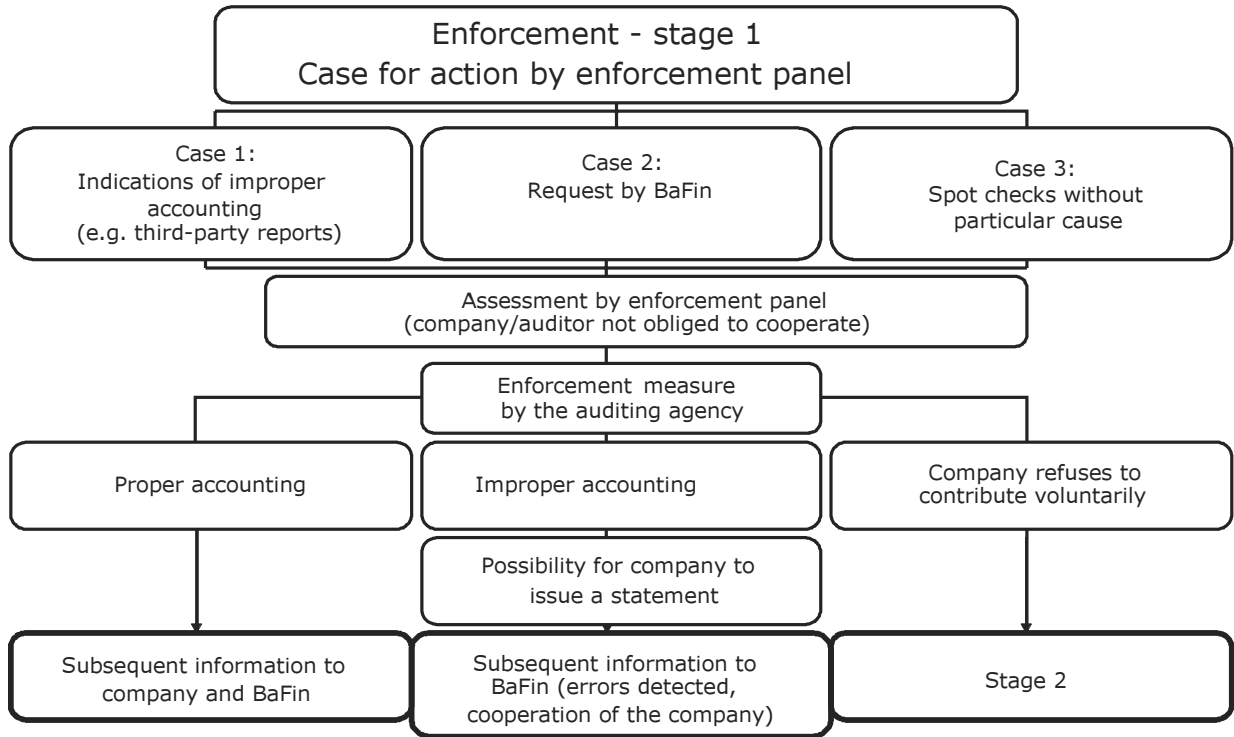 Enforcement - stage 1
Case for action by enforcement panel
Case 1:
Indications of improper
accounting
(e.g. third-party reports)
Case 2:
Request by BaFin
Case 3:
Spot checks without
particular cause
Assessment by enforcement panel
(company/auditor not obliged to cooperate)
Enforcement measure
by the auditing agency
Proper accounting
Improper accounting
Company refuses to
contribute voluntarily
Possibility for company to
issue a statement
Subsequent information to
company and BaFin
Subsequent information to
BaFin (errors detected,
cooperation of the company)
Stage 2